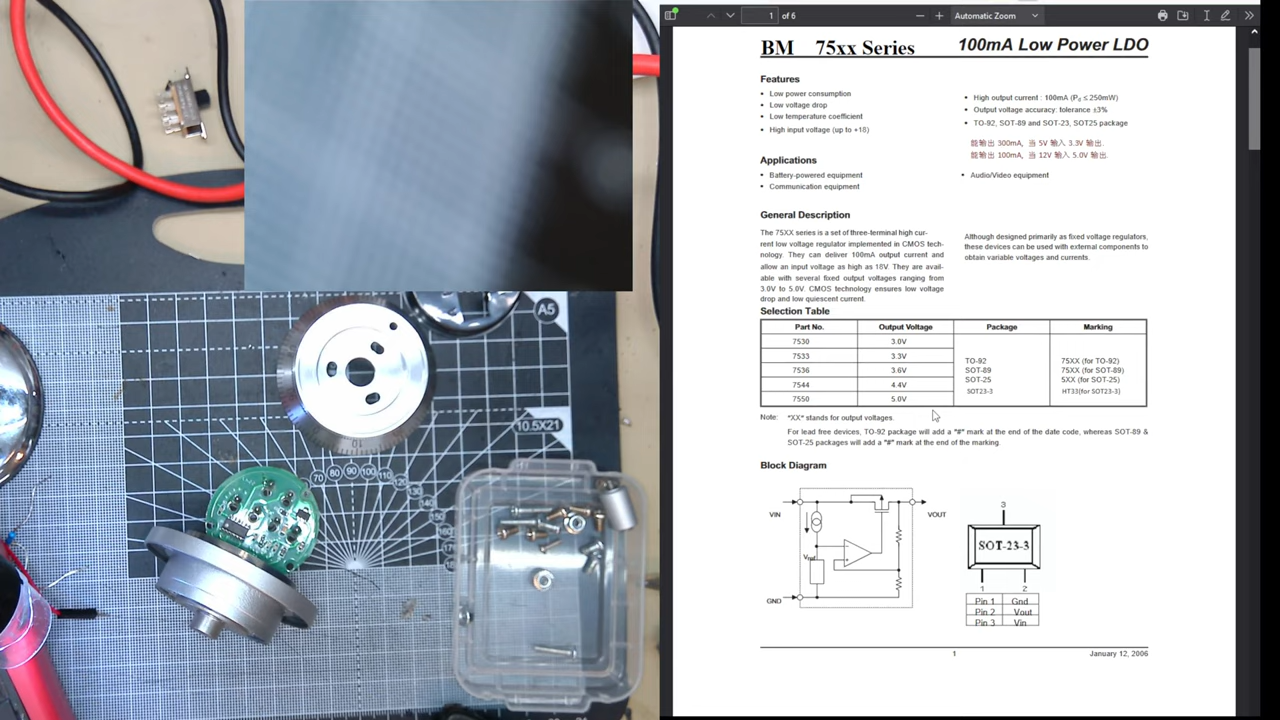 1 of 6
Automatic Zoom
BM 75xx Series
100mA Low Power LDO
Features
• Low power consumption
• Low voltage drop
• Low temperature coefficient
• High input voltage (up to +18)
• High output current : 100mA (Pd ≤ 250mW)
• Output voltage accuracy: tolerance ±3%
• TO-92, SOT-89 and SOT-23, SOT25 package
能输出 300mA, 当 5V 输入 3.3V 输出.
能输出 100mA, 当 12V 输入 5.0V 输出.
Applications
• Battery-powered equipment
• Communication equipment
• Audio/Video equipment
General Description
The 75XX series is a set of three-terminal high cur-
rent low voltage regulator implemented in CMOS tech-
nology. They can deliver 100mA output current and
allow an input voltage as high as 18V. They are avail-
able with several fixed output voltages ranging from
3.0V to 5.0V. CMOS technology ensures low voltage
drop and low quiescent current.
Although designed primarily as fixed voltage regulators,
these devices can be used with external components to
obtain variable voltages and currents.
Selection Table
Part No. Output Voltage Package Marking
7530 3.0V
7533 3.3V
7536 3.6V
7544 4.4V
7550 5.0V
TO-92
SOT-89
SOT-25
SOT23-3
75XX (for TO-92)
75XX (for SOT-89)
5XX (for SOT-25)
HT33(for SOT23-3)
Note: "XX" stands for output voltages.
For lead free devices, TO-92 package will add a "#" mark at the end of the date code, whereas SOT-89 &
SOT-25 packages will add a "#" mark at the end of the marking.
Block Diagram
VIN
VOUT
Vref
GND
3
SOT-23-3
1 2
Pin 1 Gnd
Pin 2 Vout
Pin 3 Vin
1
January 12, 2006
A5
10.5X21
10
70 80 90 100 110